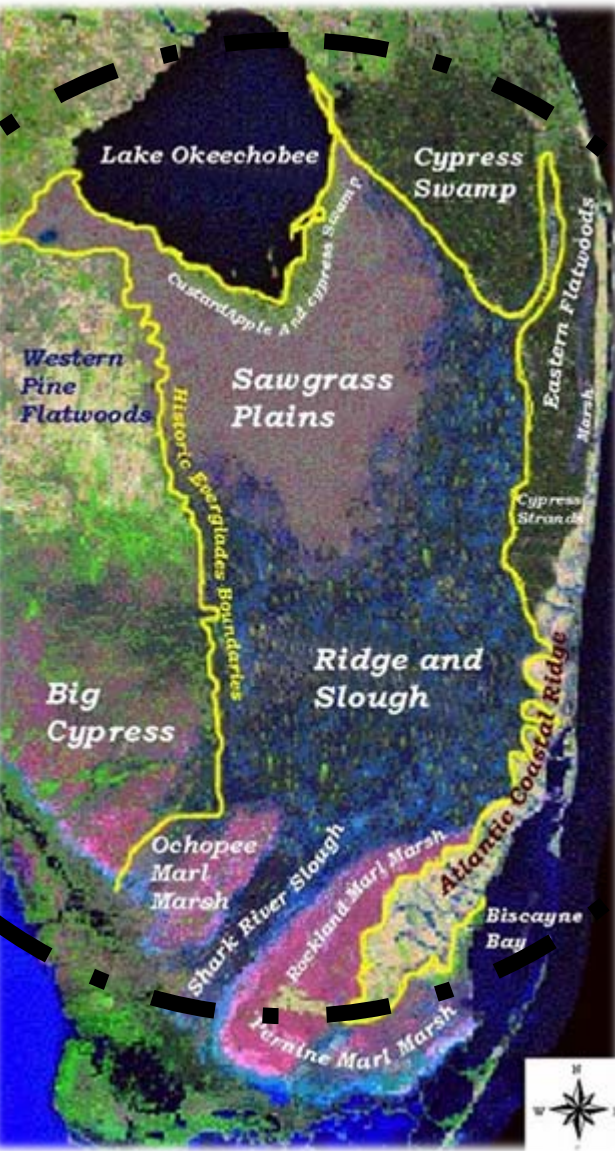 Lake Okeechobee
Cypress
Swamp
CustardApple And cypress Swamp
Eastern Flatwoods
Western
Pine
Flatwoods
Sawgrass
Plains
Marsh
Historic Everglades Boundaries
Cypress
Strands
Ridge and
Slough
Big
Cypress
Atlantic Coastal Ridge
Ochopee
Marl
Marsh
Shark River Slough
Rockland Marl Marsh
Biscayne
Bay
Perrine Marl Marsh
N
W